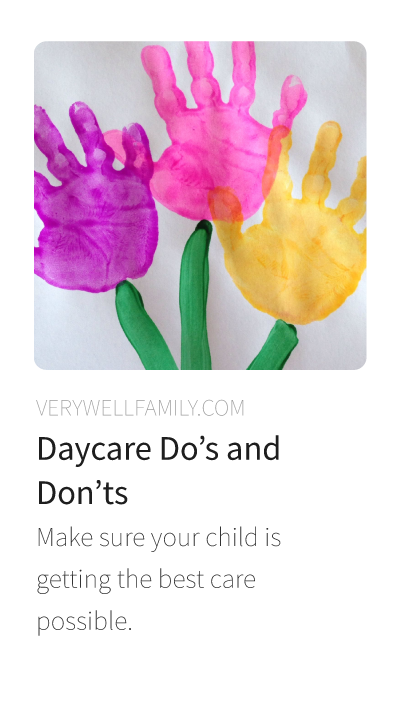 VERYWELLFAMILY.COM
Daycare Do’s and
Don’ts
Make sure your child is
getting the best care
possible.